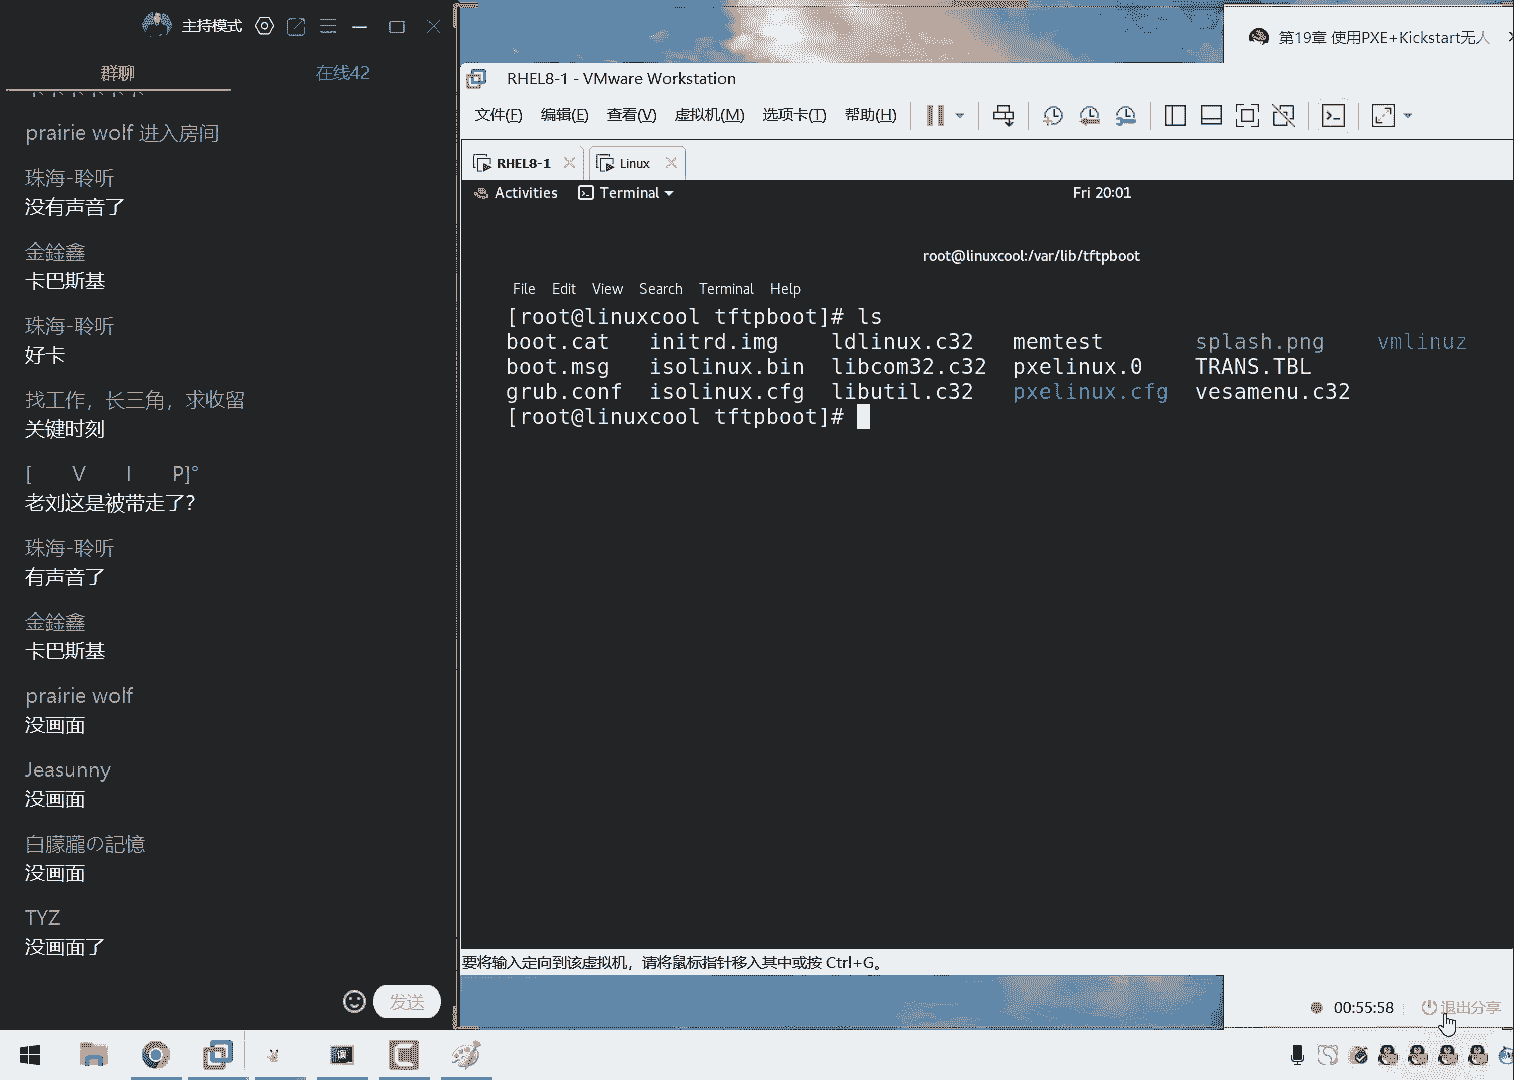 主持模式
群聊
在线42
prairie wolf 进入房间
珠海-聆听
没有声音了
金鍂鑫
卡巴斯基
珠海-聆听
好卡
找工作，长三角，求收留
关键时刻
[ V I P]°
老刘这是被带走了?
珠海-聆听
有声音了
金鍂鑫
卡巴斯基
prairie wolf
没画面
Jeasunny
没画面
白朦朧の記憶
没画面
TYZ
没画面了
发送
第19章 使用PXE+Kickstart无人
RHEL8-1 - VMware Workstation
文件(F) 编辑(E) 查看(V) 虚拟机(M) 选项卡(T) 帮助(H)
RHEL8-1 Linux
Activities Terminal Fri 20:01
root@linuxcool:/var/lib/tftpboot
File Edit View Search Terminal Help
[root@linuxcool tftpboot]# ls
boot.cat initrd.img ldlinux.c32 memtest splash.png vmlinuz
boot.msg isolinux.bin libcom32.c32 pxelinux.0 TRANS.TBL
grub.conf isolinux.cfg libutil.c32 pxelinux.cfg vesamenu.c32
[root@linuxcool tftpboot]#
要将输入定向到该虚拟机，请将鼠标指针移入其中或按 Ctrl+G。
00:55:58 退出分享